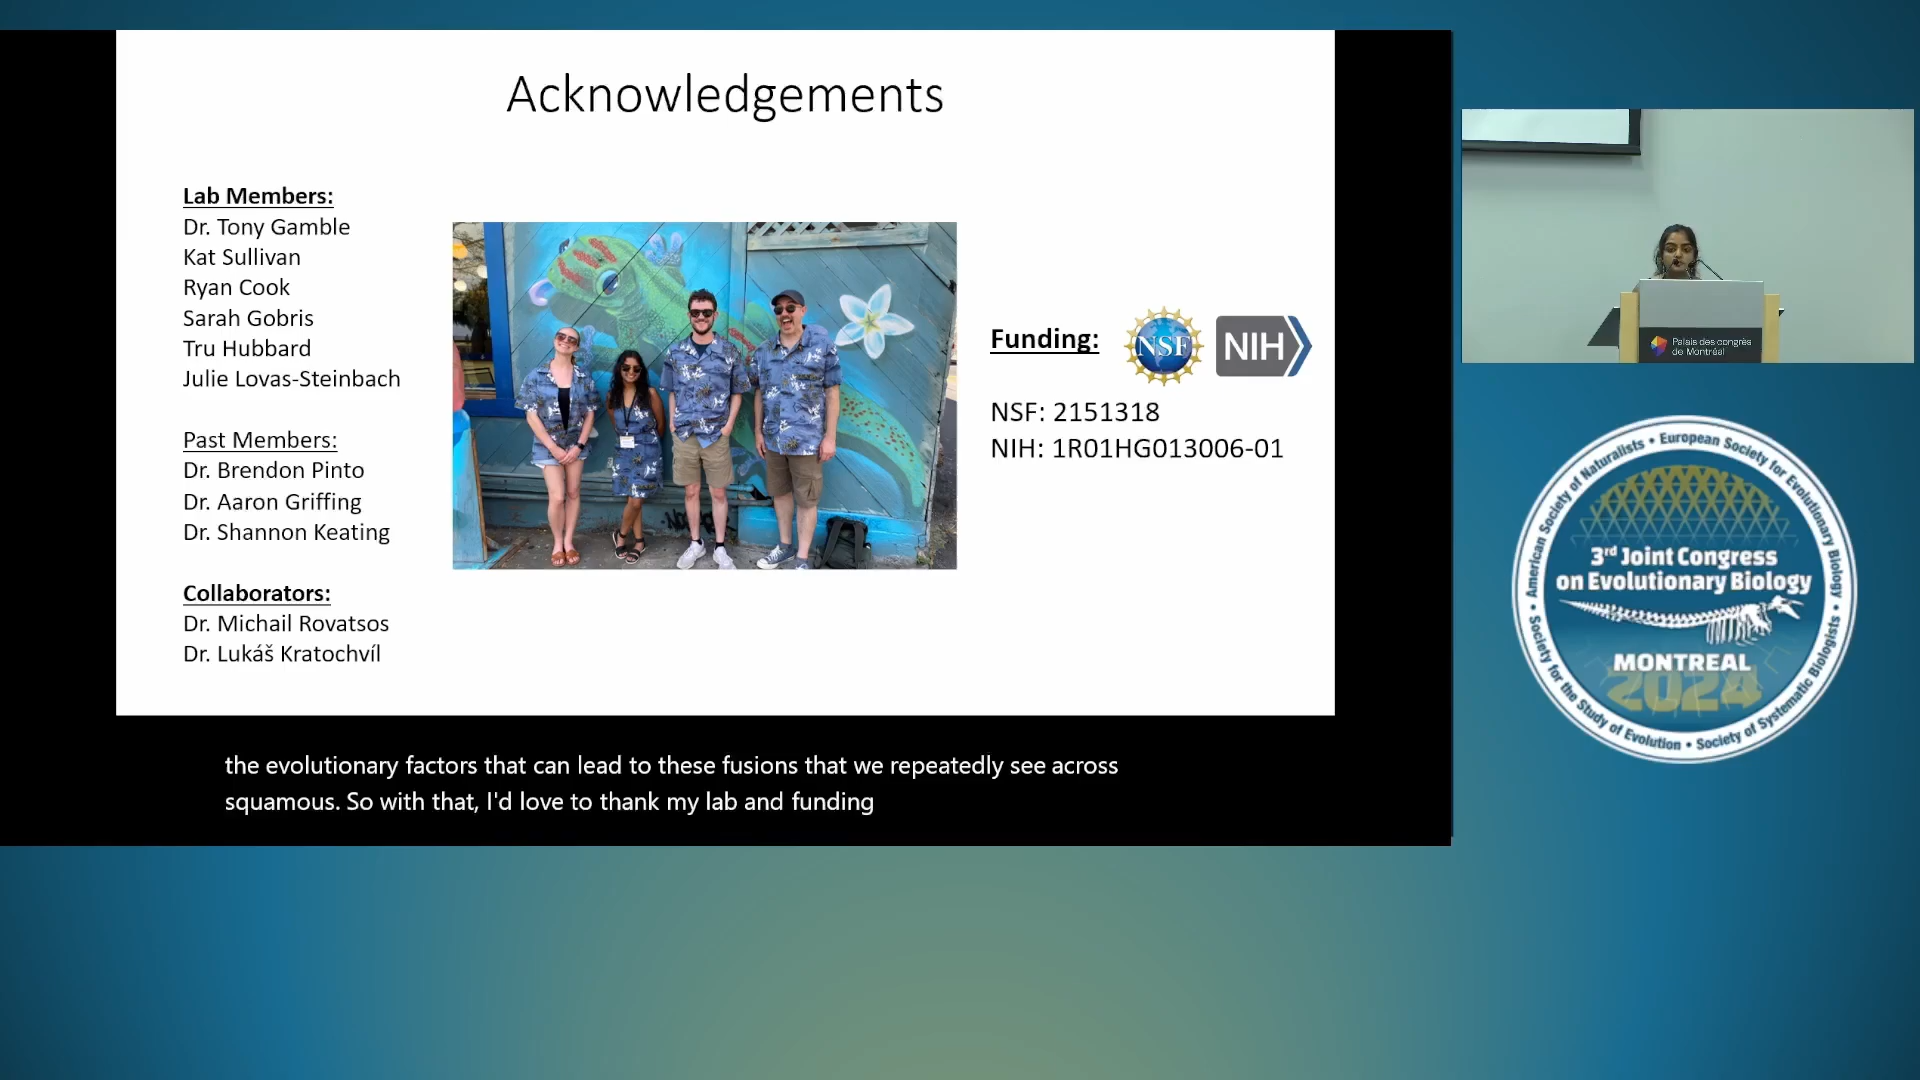 Acknowledgements
Lab Members:
Dr. Tony Gamble
Kat Sullivan
Ryan Cook
Sarah Gobris
Tru Hubbard
Julie Lovas-Steinbach
Past Members:
Dr. Brendon Pinto
Dr. Aaron Griffing
Dr. Shannon Keating
Collaborators:
Dr. Michail Rovatsos
Dr. Lukáš Kratochvíl
Funding:
NSF
NIH
NSF: 2151318
NIH: 1R01HG013006-01
the evolutionary factors that can lead to these fusions that we repeatedly see across
squamous. So with that, I'd love to thank my lab and funding
Palais des congrès
de Montréal
American Society of Naturalists • European Society for Evolutionary Biology •
Society for the Study of Evolution • Society of Systematic Biologists •
3rd Joint Congress
on Evolutionary Biology
MONTREAL
2024